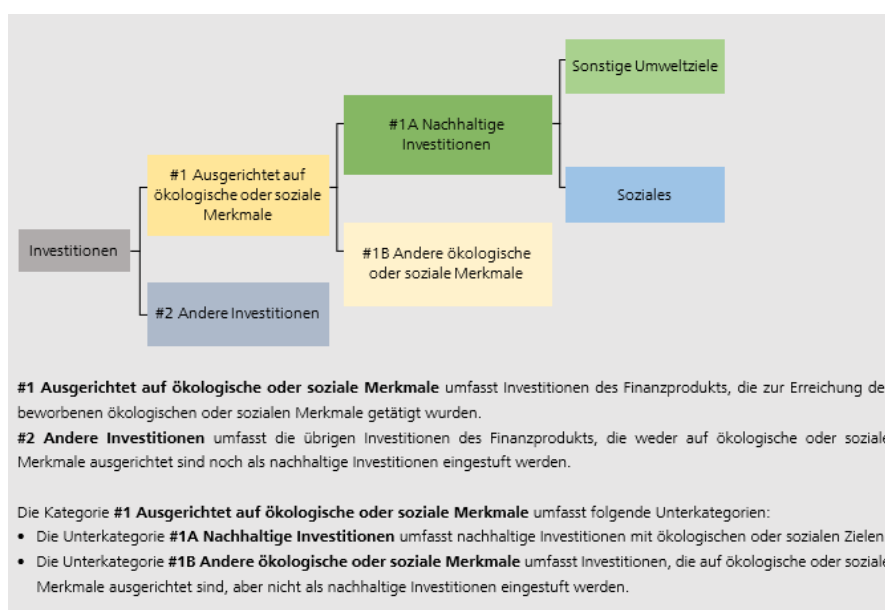 Sonstige Umweltziele
#1A Nachhaltige
Investitionen
#1 Ausgerichtet auf
ökologische oder soziale
Merkmale
Soziales
Investitionen
#1B Andere ökologische
oder soziale Merkmale
#2 Andere Investitionen
#1 Ausgerichtet auf ökologische oder soziale Merkmale umfasst Investitionen des Finanzprodukts, die zur Erreichung de
beworbenen ökologischen oder sozialen Merkmale getätigt wurden.
#2 Andere Investitionen umfasst die übrigen Investitionen des Finanzprodukts, die weder auf ökologische oder soziale
Merkmale ausgerichtet sind noch als nachhaltige Investitionen eingestuft werden.
Die Kategorie #1 Ausgerichtet auf ökologische oder soziale Merkmale umfasst folgende Unterkategorien:
• Die Unterkategorie #1A Nachhaltige Investitionen umfasst nachhaltige Investitionen mit ökologischen oder sozialen Zielen
• Die Unterkategorie #1B Andere ökologische oder soziale Merkmale umfasst Investitionen, die auf ökologische oder soziale
Merkmale ausgerichtet sind, aber nicht als nachhaltige Investitionen eingestuft werden.